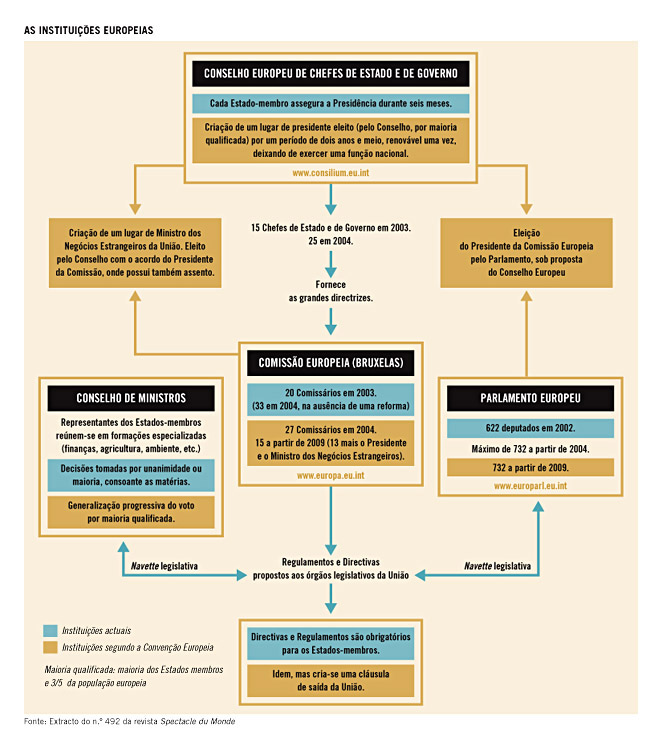 AS INSTITUIÇÕES EUROPEIAS
CONSELHO EUROPEU DE CHEFES DE ESTADO E DE GOVERNO
Cada Estado-membro assegura a Presidência durante seis meses.
Criação de um lugar de presidente eleito (pelo Conselho, por maioria
qualificada) por um período de dois anos e meio, renovável uma vez,
deixando de exercer uma função nacional.
www.consilium.eu.int
Criação de um lugar de Ministro dos
Negócios Estrangeiros da União. Eleito
pelo Conselho com o acordo do Presidente
da Comissão, onde possui também assento.
15 Chefes de Estado e de Governo em 2003.
25 em 2004.
Eleição
do Presidente da Comissão Europeia
pelo Parlamento, sob proposta
do Conselho Europeu
Fornece
as grandes directrizes.
COMISSÃO EUROPEIA (BRUXELAS)
20 Comissários em 2003.
(33 em 2004, na ausência de uma reforma)
27 Comissários em 2004.
15 a partir de 2009 (13 mais o Presidente
e o Ministro dos Negócios Estrangeiros).
www.europa.eu.int
CONSELHO DE MINISTROS
Representantes dos Estados-membros
reúnem-se em formações especializadas
(finanças, agricultura, ambiente, etc.)
Decisões tomadas por unanimidade ou
maioria, consoante as matérias.
Generalização progressiva do voto
por maioria qualificada.
PARLAMENTO EUROPEU
622 deputados em 2002.
Máximo de 732 a partir de 2004.
732 a partir de 2009.
www.europarl.eu.int
Navette legislativa
Regulamentos e Directivas
propostos aos órgãos legislativos da União
Navette legislativa
Directivas e Regulamentos são obrigatórios
para os Estados-membros.
Idem, mas cria-se uma cláusula
de saída da União.
Instituições actuais
Instituições segundo a Convenção Europeia
Maioria qualificada: maioria dos Estados membros
e 3/5 da população europeia
Fonte: Extracto do n.º 492 da revista Spectacle du Monde